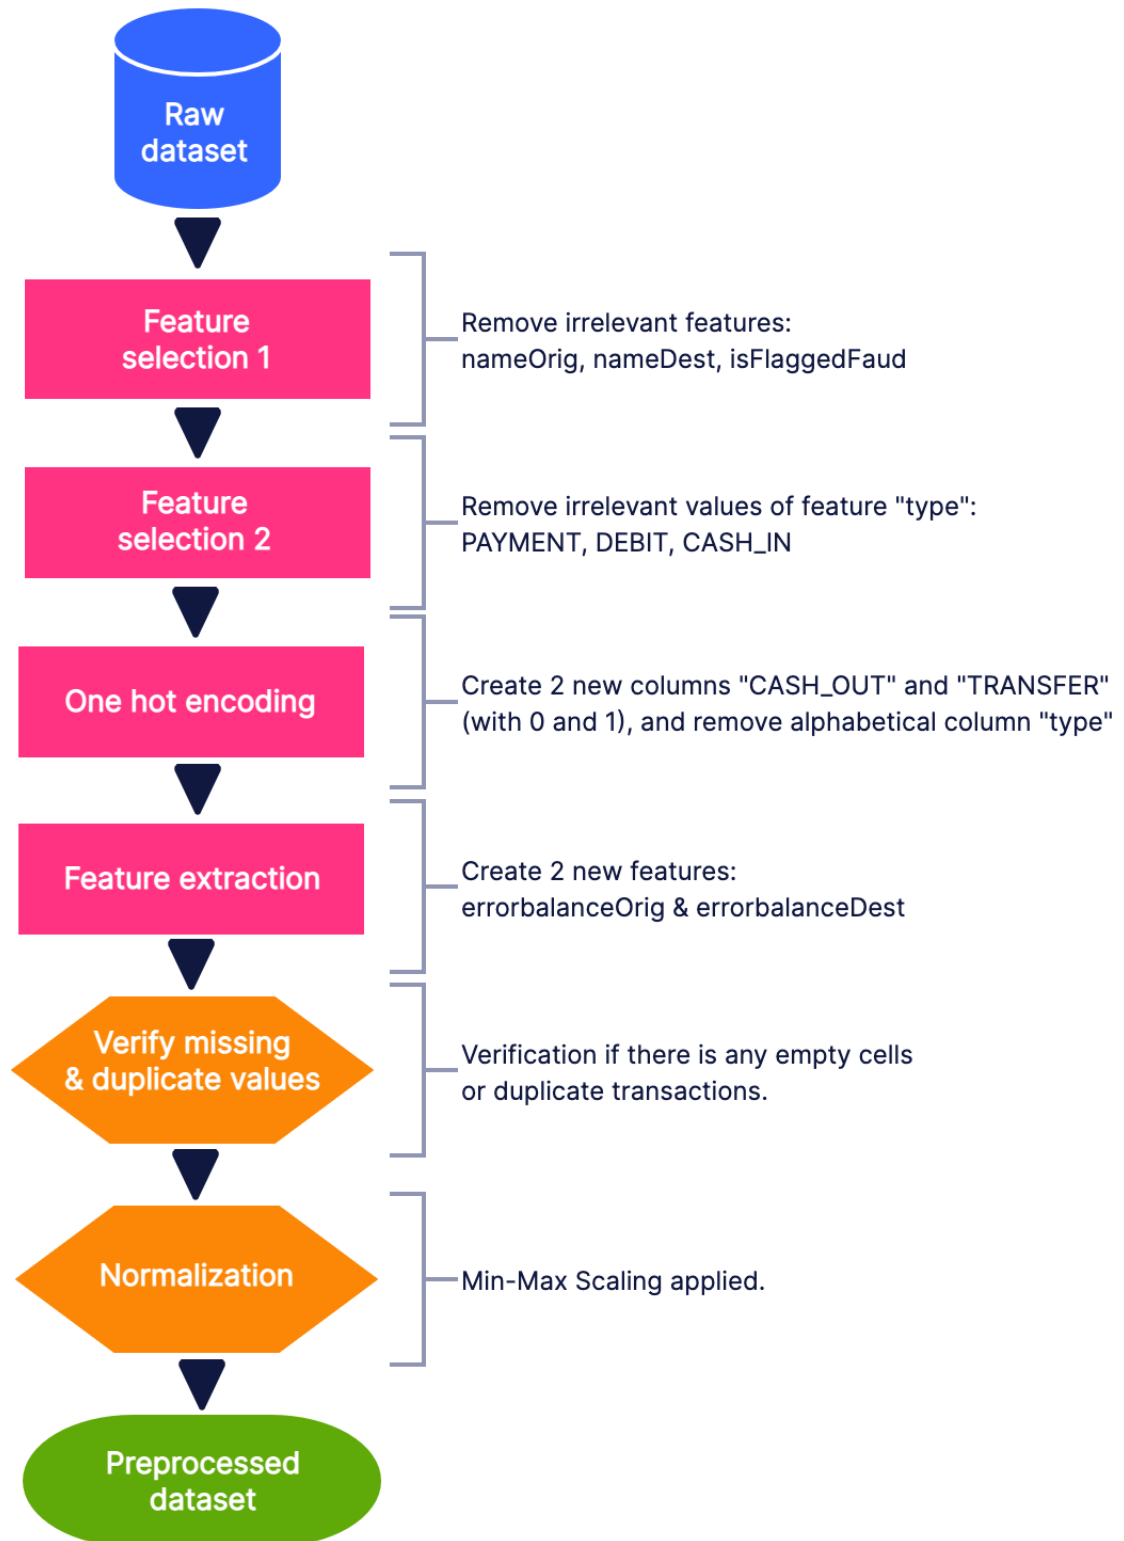 Raw
dataset
Feature
selection 1
Remove irrelevant features:
nameOrig, nameDest, isFlaggedFaud
Feature
selection 2
Remove irrelevant values of feature "type":
PAYMENT, DEBIT, CASH_IN
One hot encoding
Create 2 new columns "CASH_OUT" and "TRANSFER"
(with 0 and 1), and remove alphabetical column "type"
Feature extraction
Create 2 new features:
errorbalanceOrig & errorbalanceDest
Verify missing
& duplicate values
Verification if there is any empty cells
or duplicate transactions.
Normalization
Min-Max Scaling applied.
Preprocessed
dataset